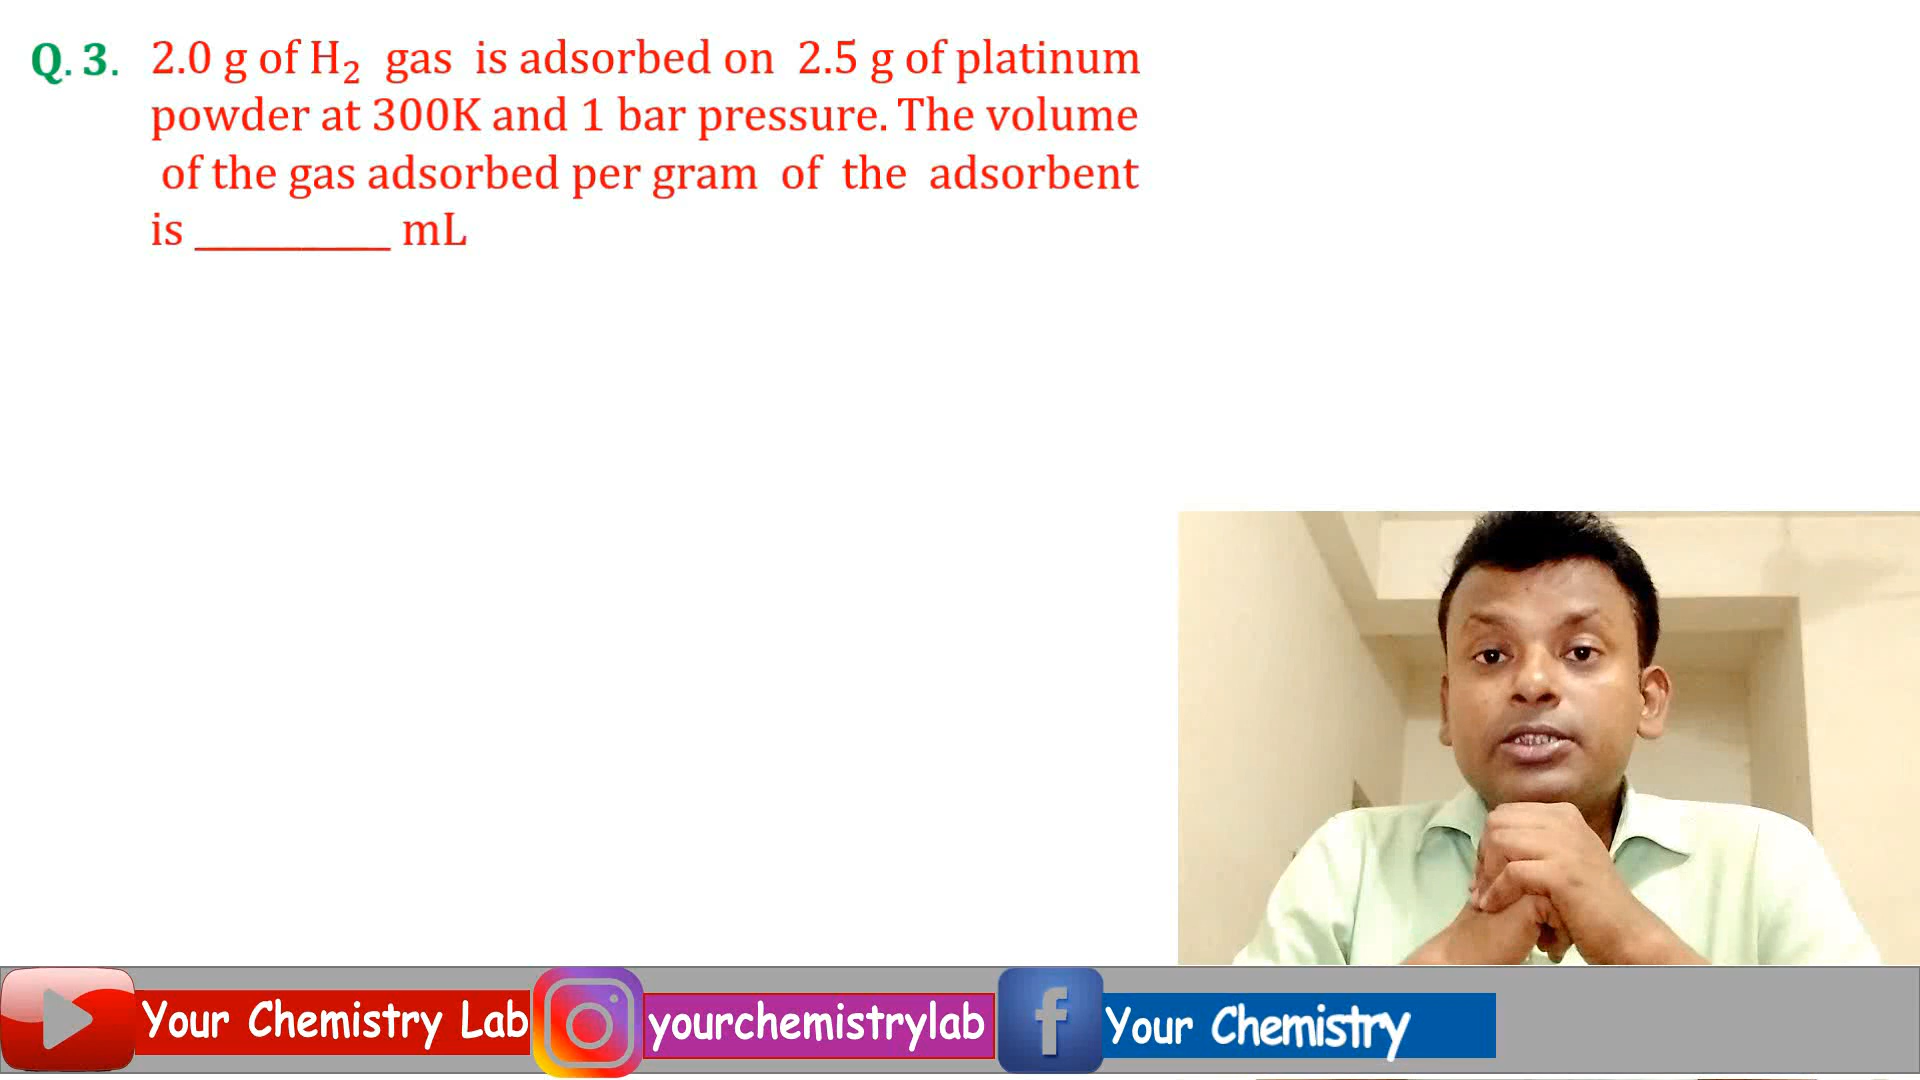 Q. 3. 2.0 g of H₂ gas is adsorbed on 2.5 g of platinum
powder at 300K and 1 bar pressure. The volume
of the gas adsorbed per gram of the adsorbent
is __________ mL
Your Chemistry Lab
yourchemistrylab
f
Your Chemistry